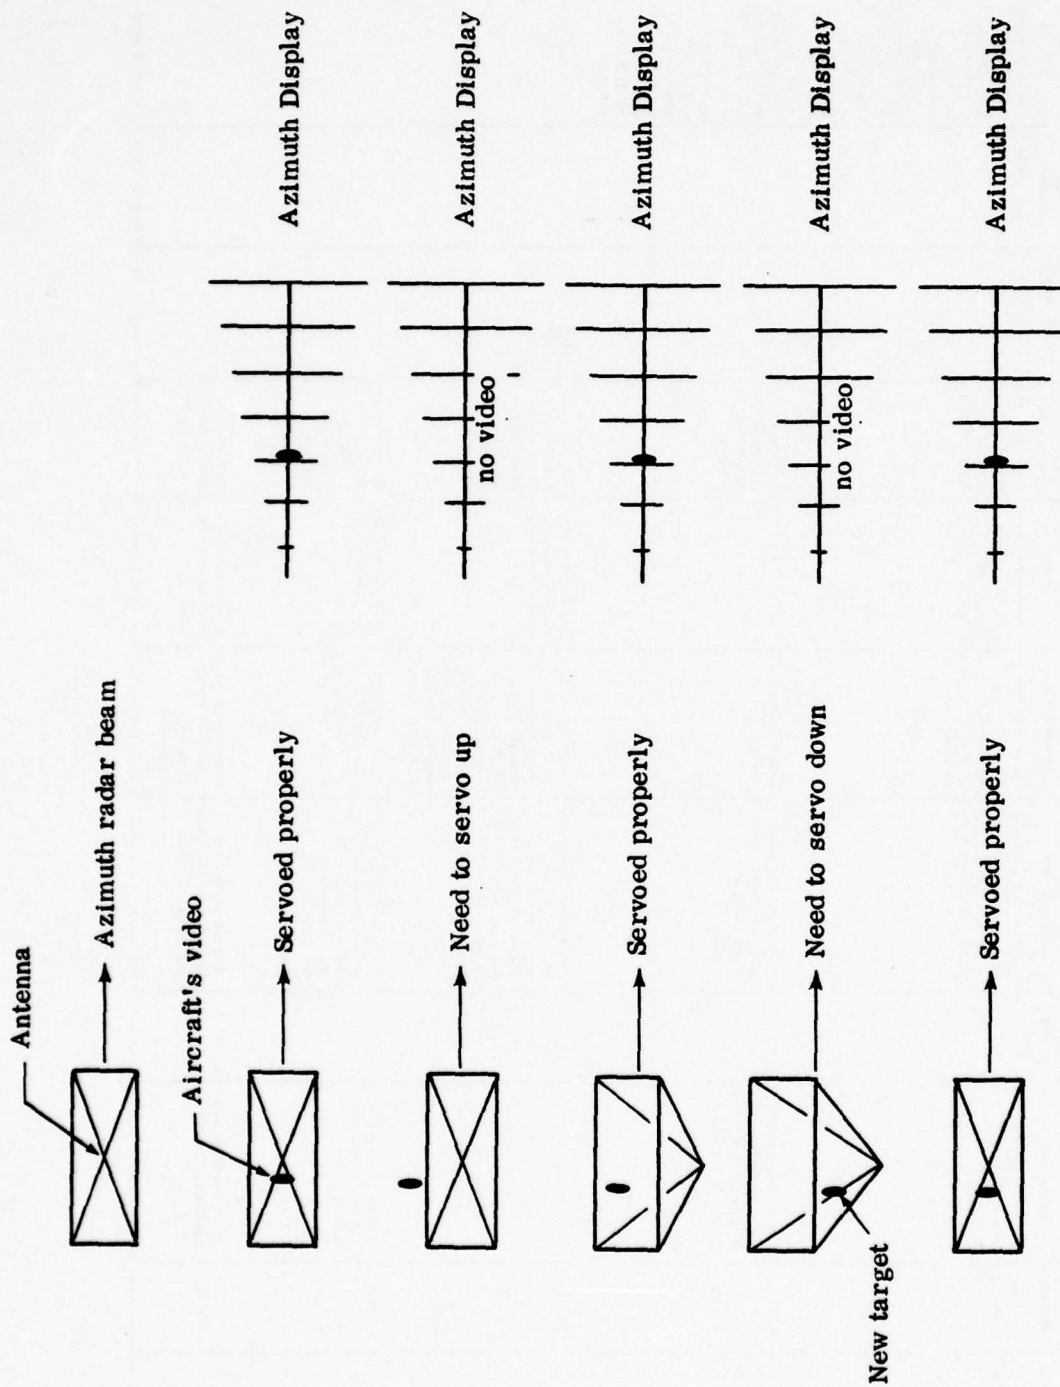 Antenna
Azimuth radar beam
Aircraft's video
Servoed properly
Azimuth Display
Need to servo up
no video
Azimuth Display
Servoed properly
Azimuth Display
Need to servo down
no video
Azimuth Display
New target
Servoed properly
Azimuth Display